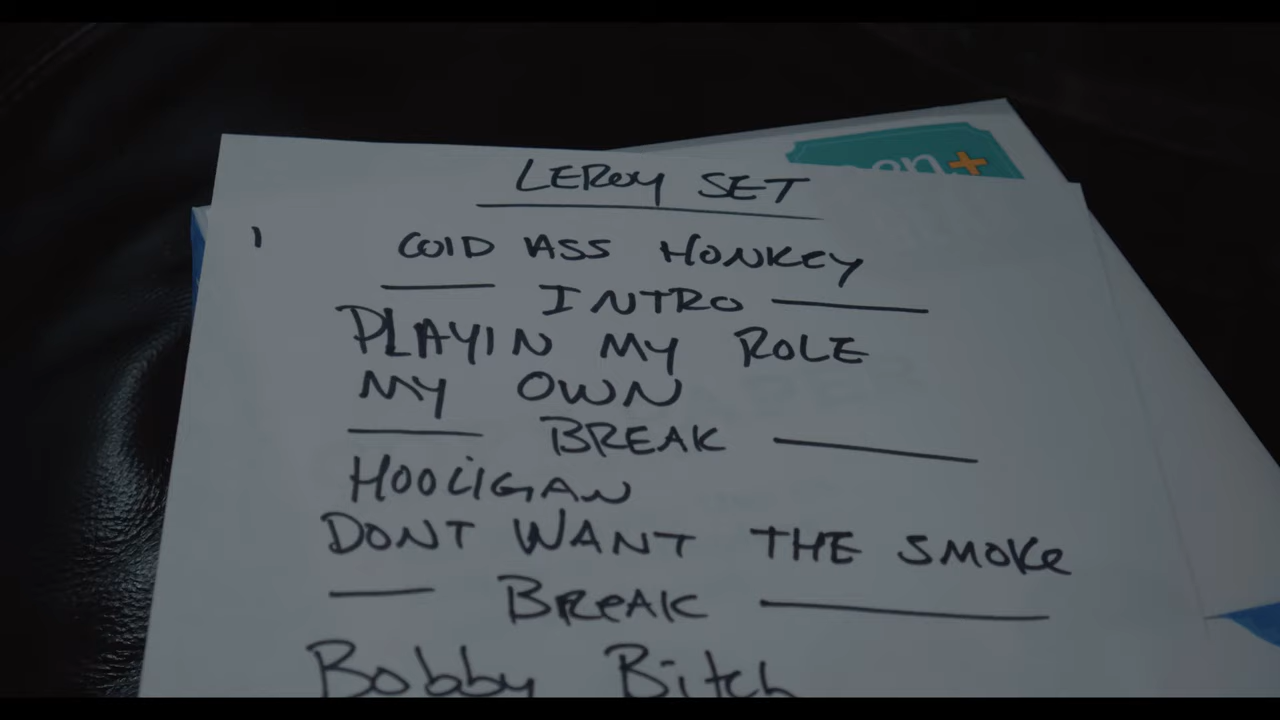 LEROY SET
1 COLD ASS HONKEY
INTRO
PLAYIN MY ROLE
MY OWN
BREAK
HOOLIGAN
DONT WANT THE SMOKE
BREAK
Bobby Bitch